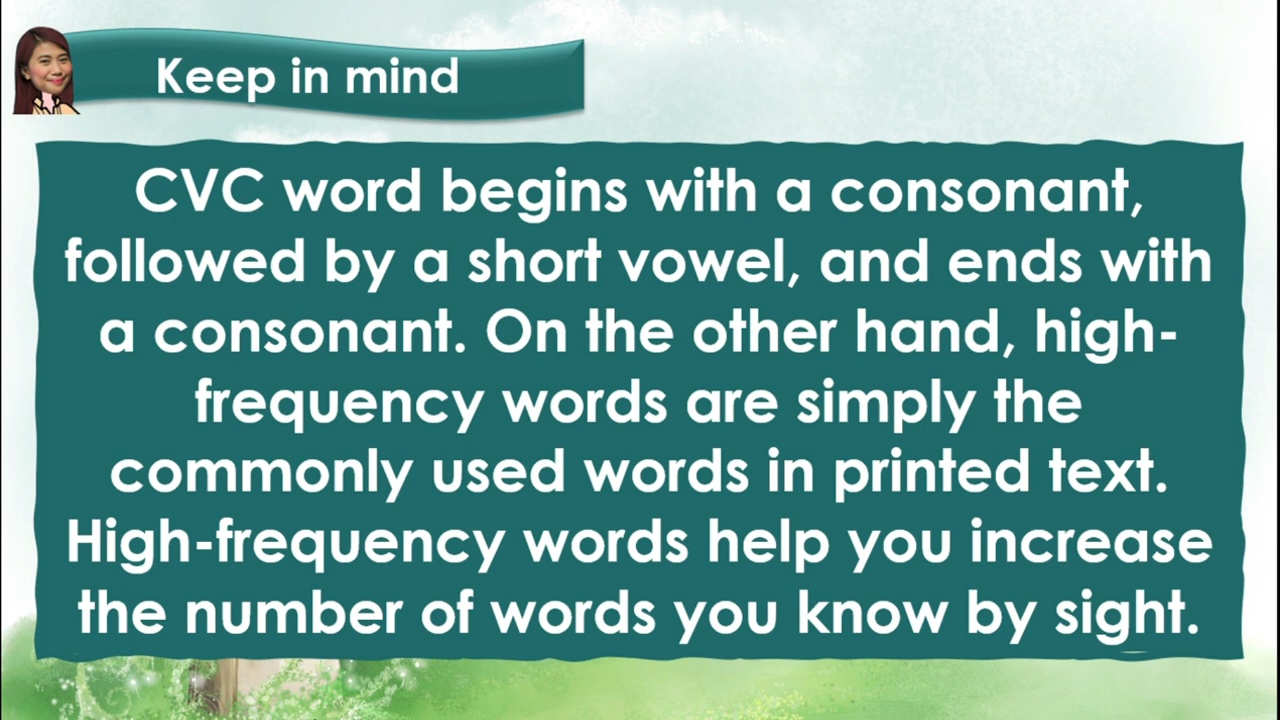 Keep in mind
CVC word begins with a consonant,
followed by a short vowel, and ends with
a consonant. On the other hand, high-
frequency words are simply the
commonly used words in printed text.
High-frequency words help you increase
the number of words you know by sight.